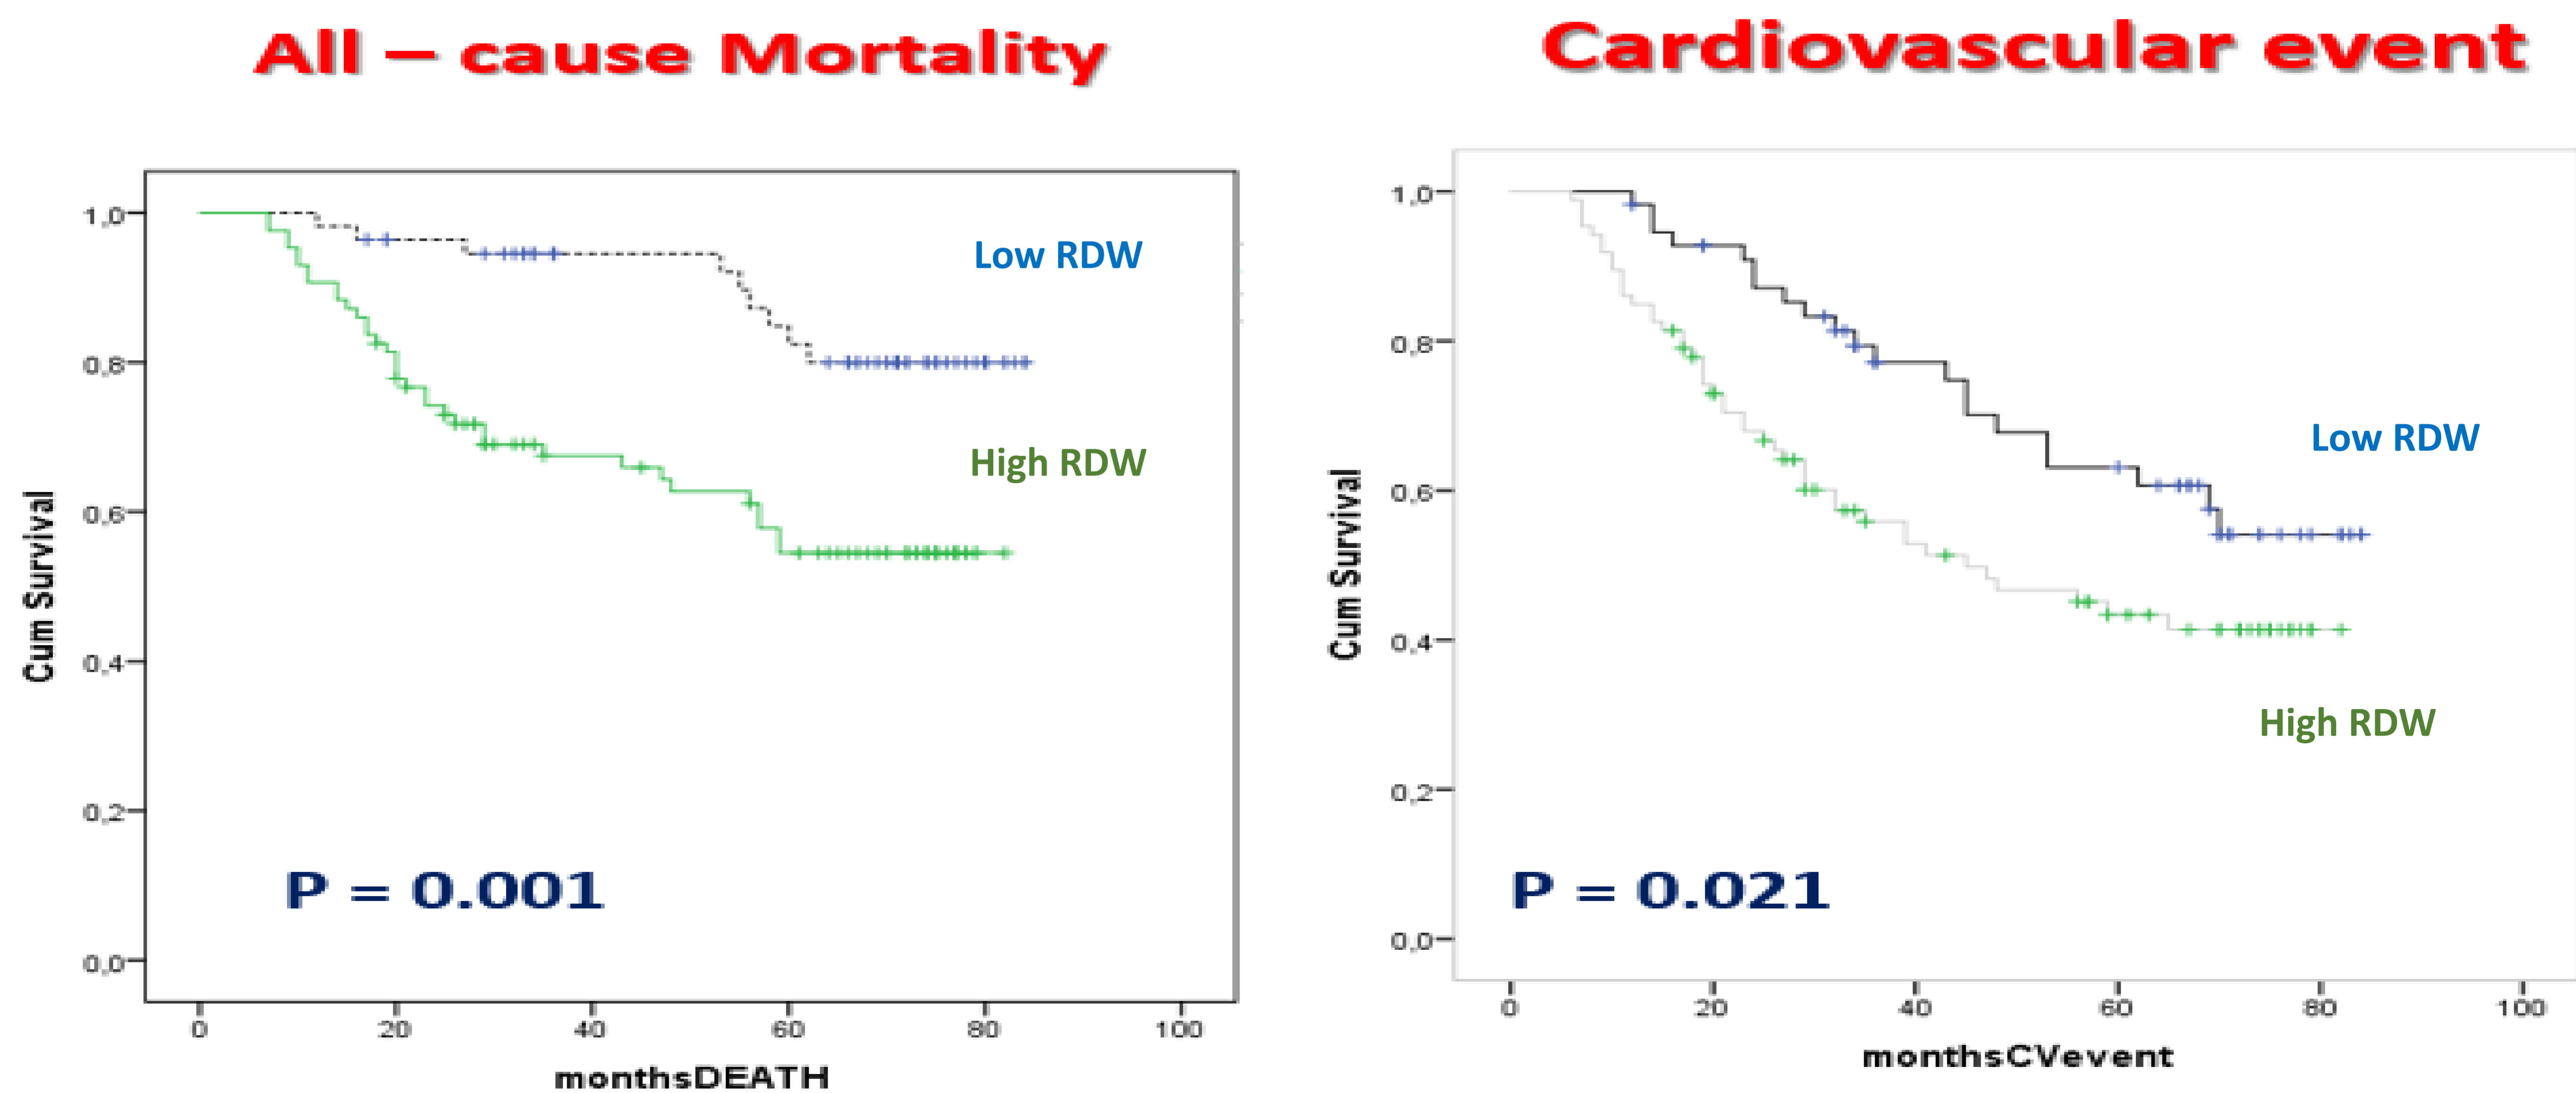 All – cause Mortality
Cum Survival
1,0
0,8
0,6
0,4
0,2
0,0
Low RDW
High RDW
P = 0.001
0 20 40 60 80 100
monthsDEATH
Cardiovascular event
Cum Survival
1,0
0,8
0,6
0,4
0,2
0,0
Low RDW
High RDW
P = 0.021
0 20 40 60 80 100
monthsCVevent